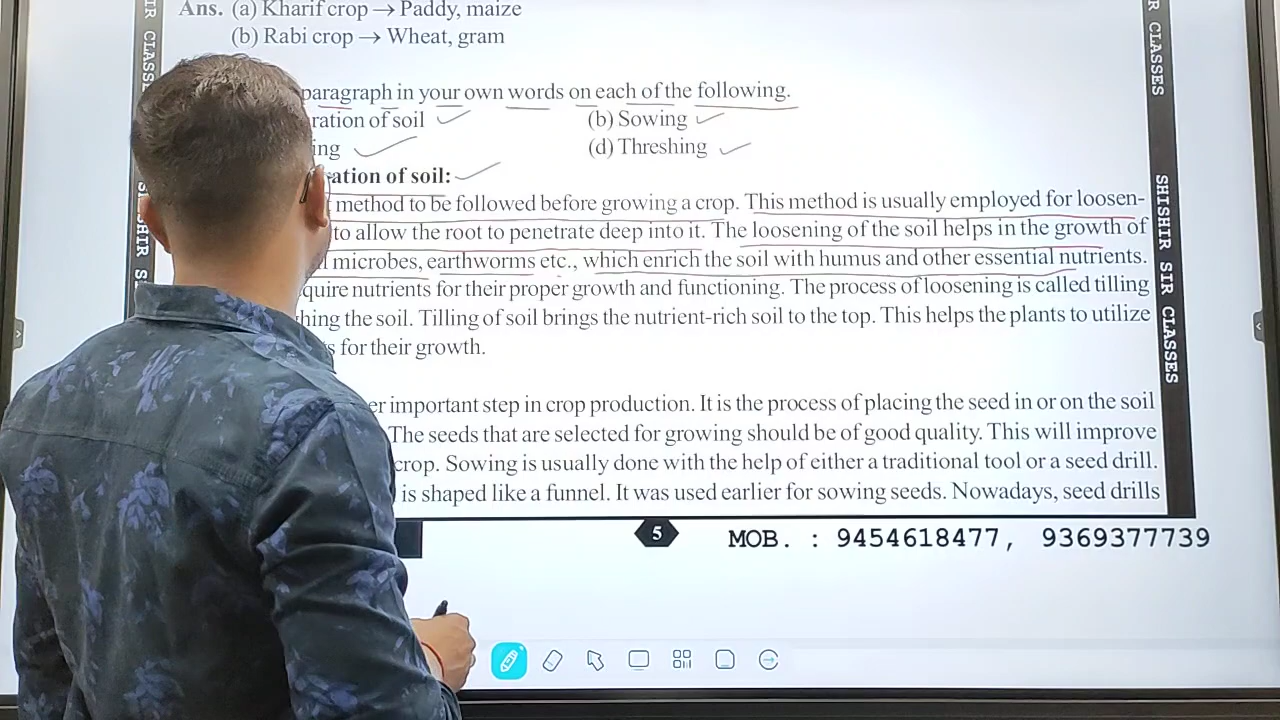 Ans. (a) Kharif crop → Paddy, maize
(b) Rabi crop → Wheat, gram
paragraph in your own words on each of the following.
ration of soil
(b) Sowing
ing
(d) Threshing
ation of soil:
method to be followed before growing a crop. This method is usually employed for loosen-
to allow the root to penetrate deep into it. The loosening of the soil helps in the growth of
microbes, earthworms etc., which enrich the soil with humus and other essential nutrients.
quire nutrients for their proper growth and functioning. The process of loosening is called tilling
hing the soil. Tilling of soil brings the nutrient-rich soil to the top. This helps the plants to utilize
s for their growth.
er important step in crop production. It is the process of placing the seed in or on the soil
The seeds that are selected for growing should be of good quality. This will improve
crop. Sowing is usually done with the help of either a traditional tool or a seed drill.
is shaped like a funnel. It was used earlier for sowing seeds. Nowadays, seed drills
5
MOB. : 9454618477, 9369377739
IR CLASSE
SHISHIR S
R CLASSES
SHISHIR SIR CLASSES